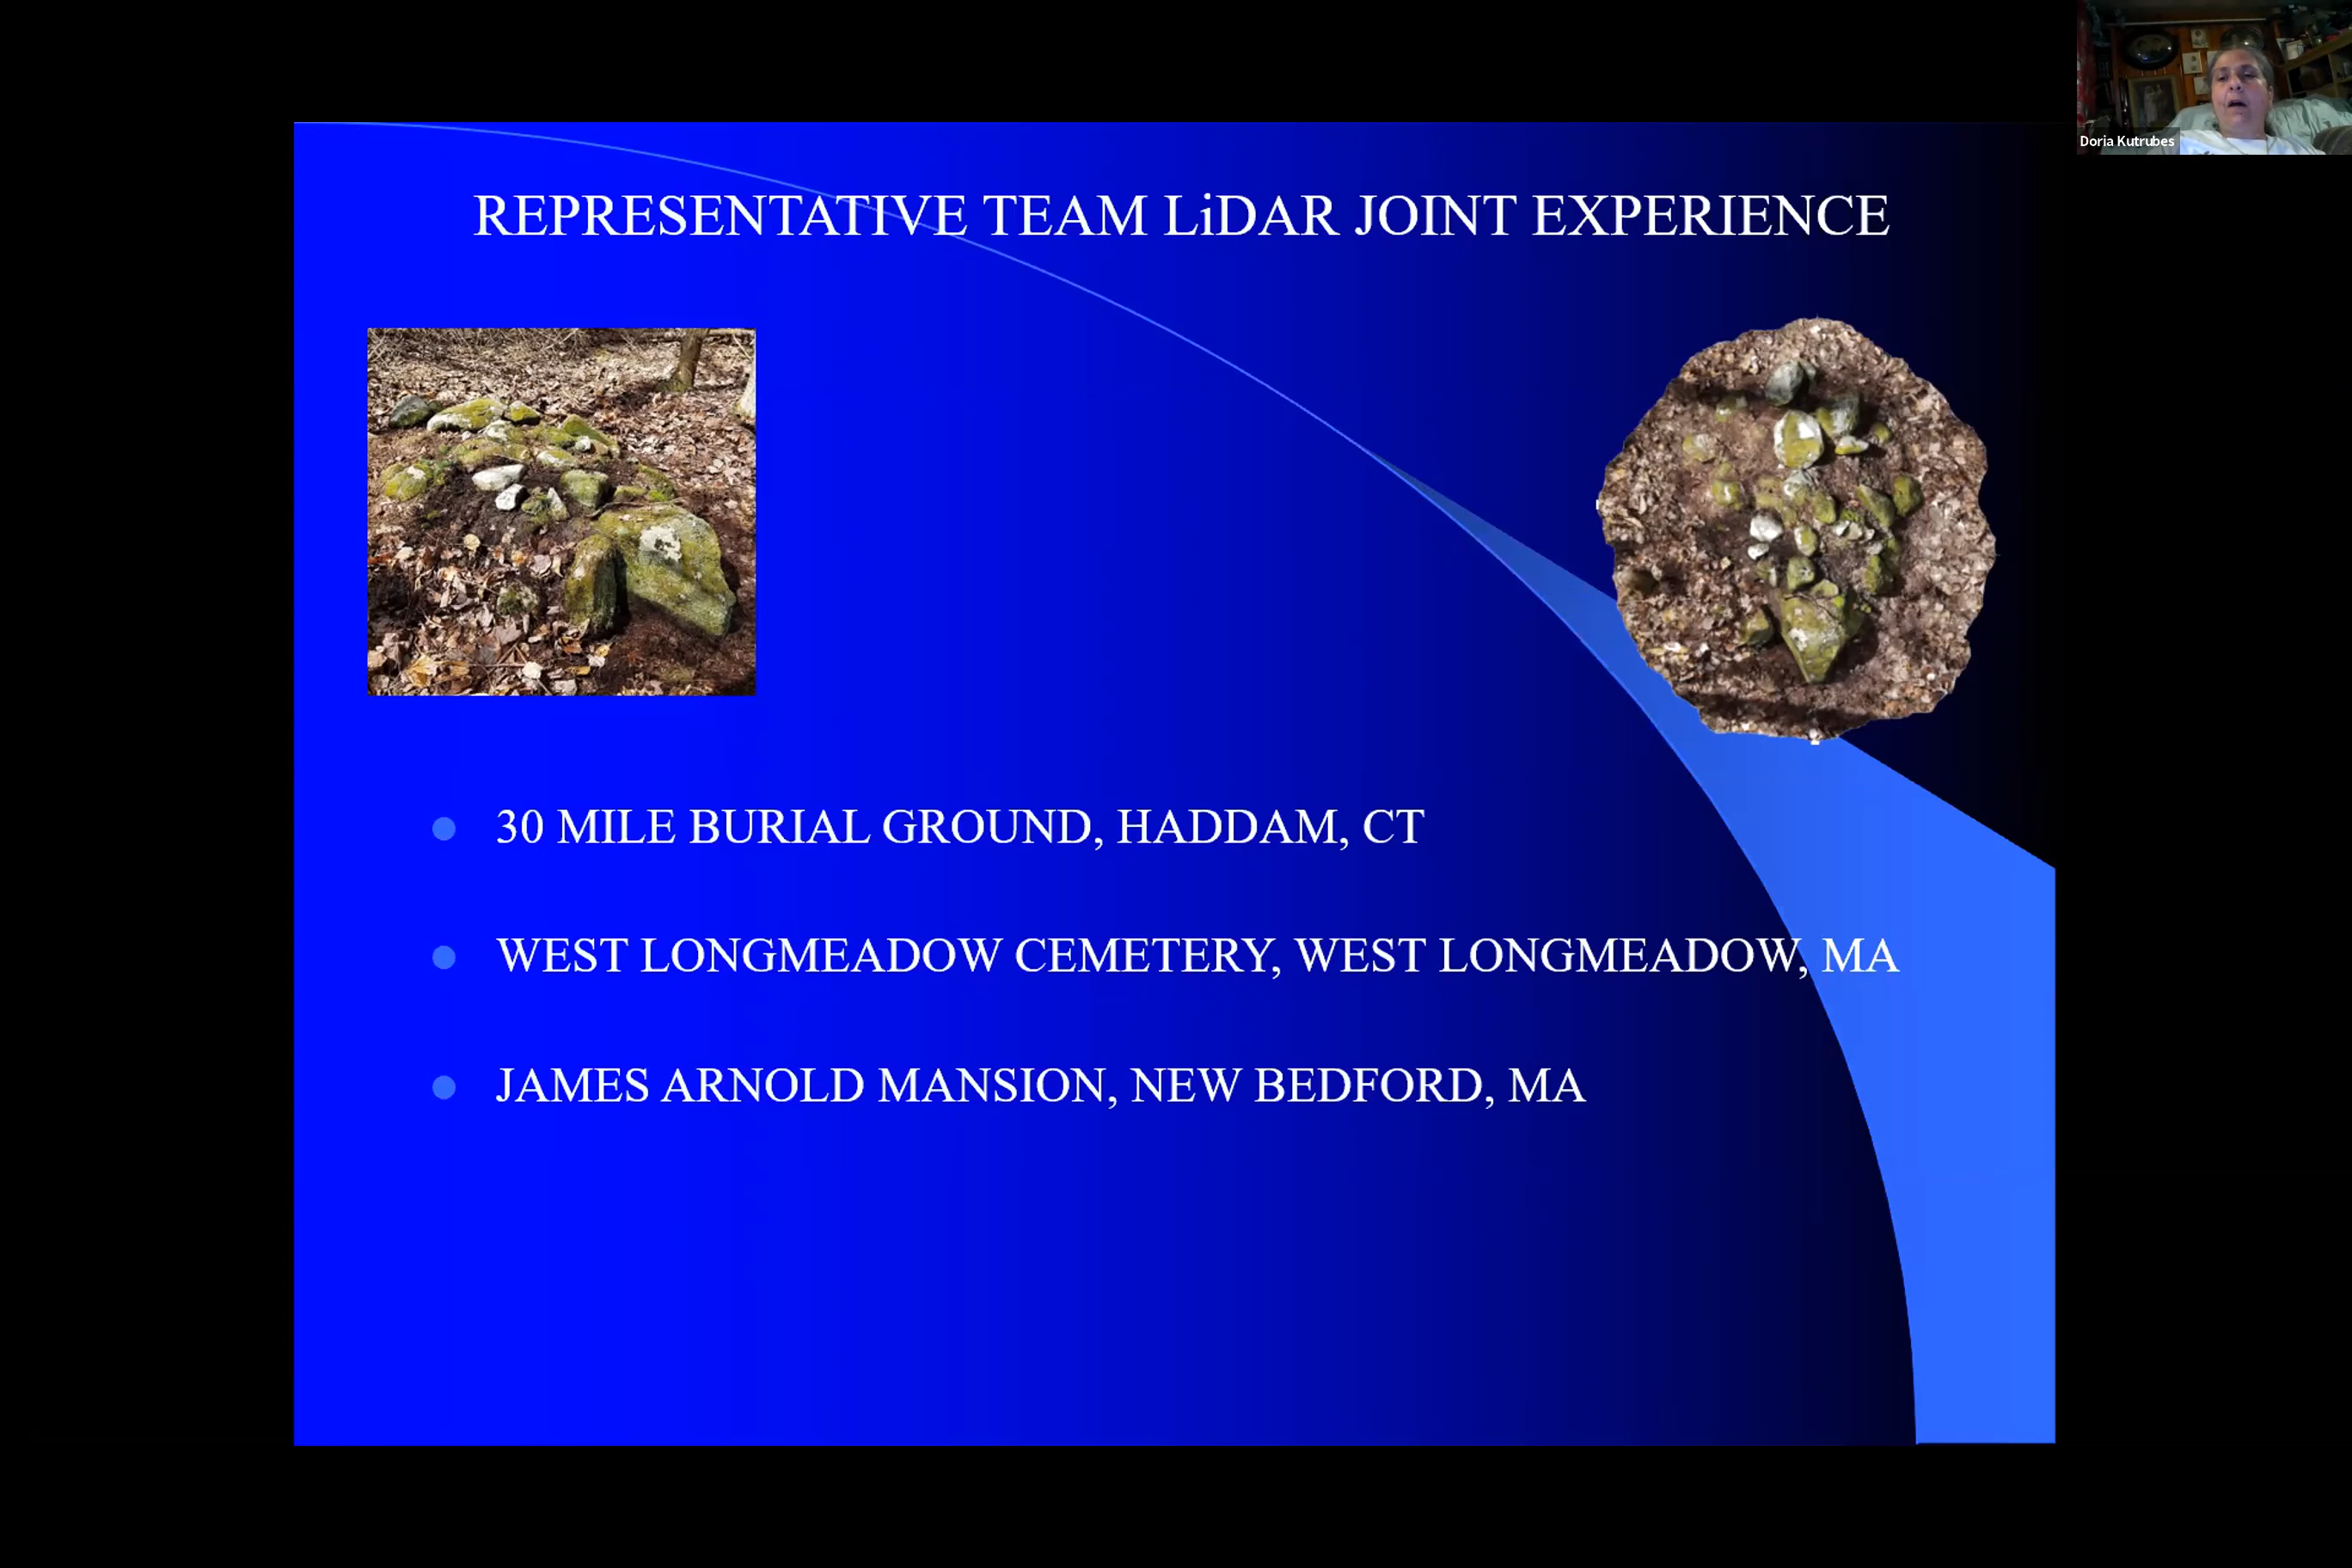 Doria Kutrubes
REPRESENTATIVE TEAM LiDAR JOINT EXPERIENCE
30 MILE BURIAL GROUND, HADDAM, CT
WEST LONGMEADOW CEMETERY, WEST LONGMEADOW, MA
JAMES ARNOLD MANSION, NEW BEDFORD, MA